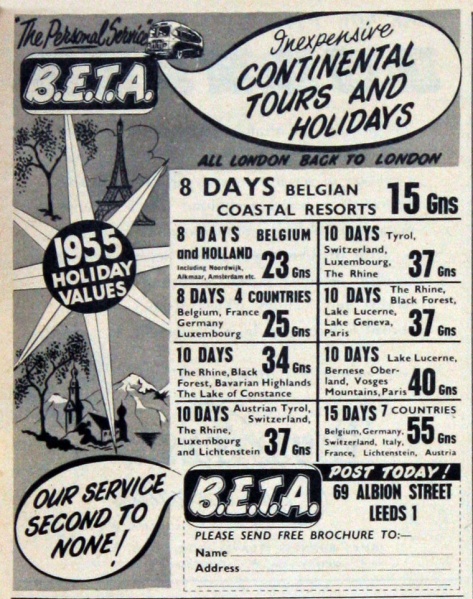 "The Personal Service"
B.E.T.A.
Inexpensive
CONTINENTAL
TOURS AND
HOLIDAYS
ALL LONDON BACK TO LONDON
1955
HOLIDAY
VALUES
8 DAYS BELGIAN
COASTAL RESORTS 15 Gns
8 DAYS BELGIUM
and HOLLAND
Including Noordwijk,
Alkmaar, Amsterdam etc.
23 Gns
10 DAYS Tyrol,
Switzerland,
Luxembourg,
The Rhine
37 Gns
8 DAYS 4 COUNTRIES
Belgium, France
Germany
Luxembourg
25 Gns
10 DAYS The Rhine,
Black Forest,
Lake Lucerne,
Lake Geneva,
Paris
37 Gns
10 DAYS 34 Gns
The Rhine, Black
Forest, Bavarian Highlands
The Lake of Constance
10 DAYS Lake Lucerne,
Bernese Ober-
land, Vosges
Mountains, Paris
40 Gns
10 DAYS Austrian Tyrol,
Switzerland,
The Rhine,
Luxembourg
and Lichtenstein
37 Gns
15 DAYS 7 COUNTRIES
Belgium, Germany,
Switzerland, Italy,
France, Lichtenstein, Austria
55 Gns
OUR SERVICE
SECOND TO
NONE!
B.E.T.A.
POST TODAY!
69 ALBION STREET
LEEDS 1
PLEASE SEND FREE BROCHURE TO:—
Name
Address